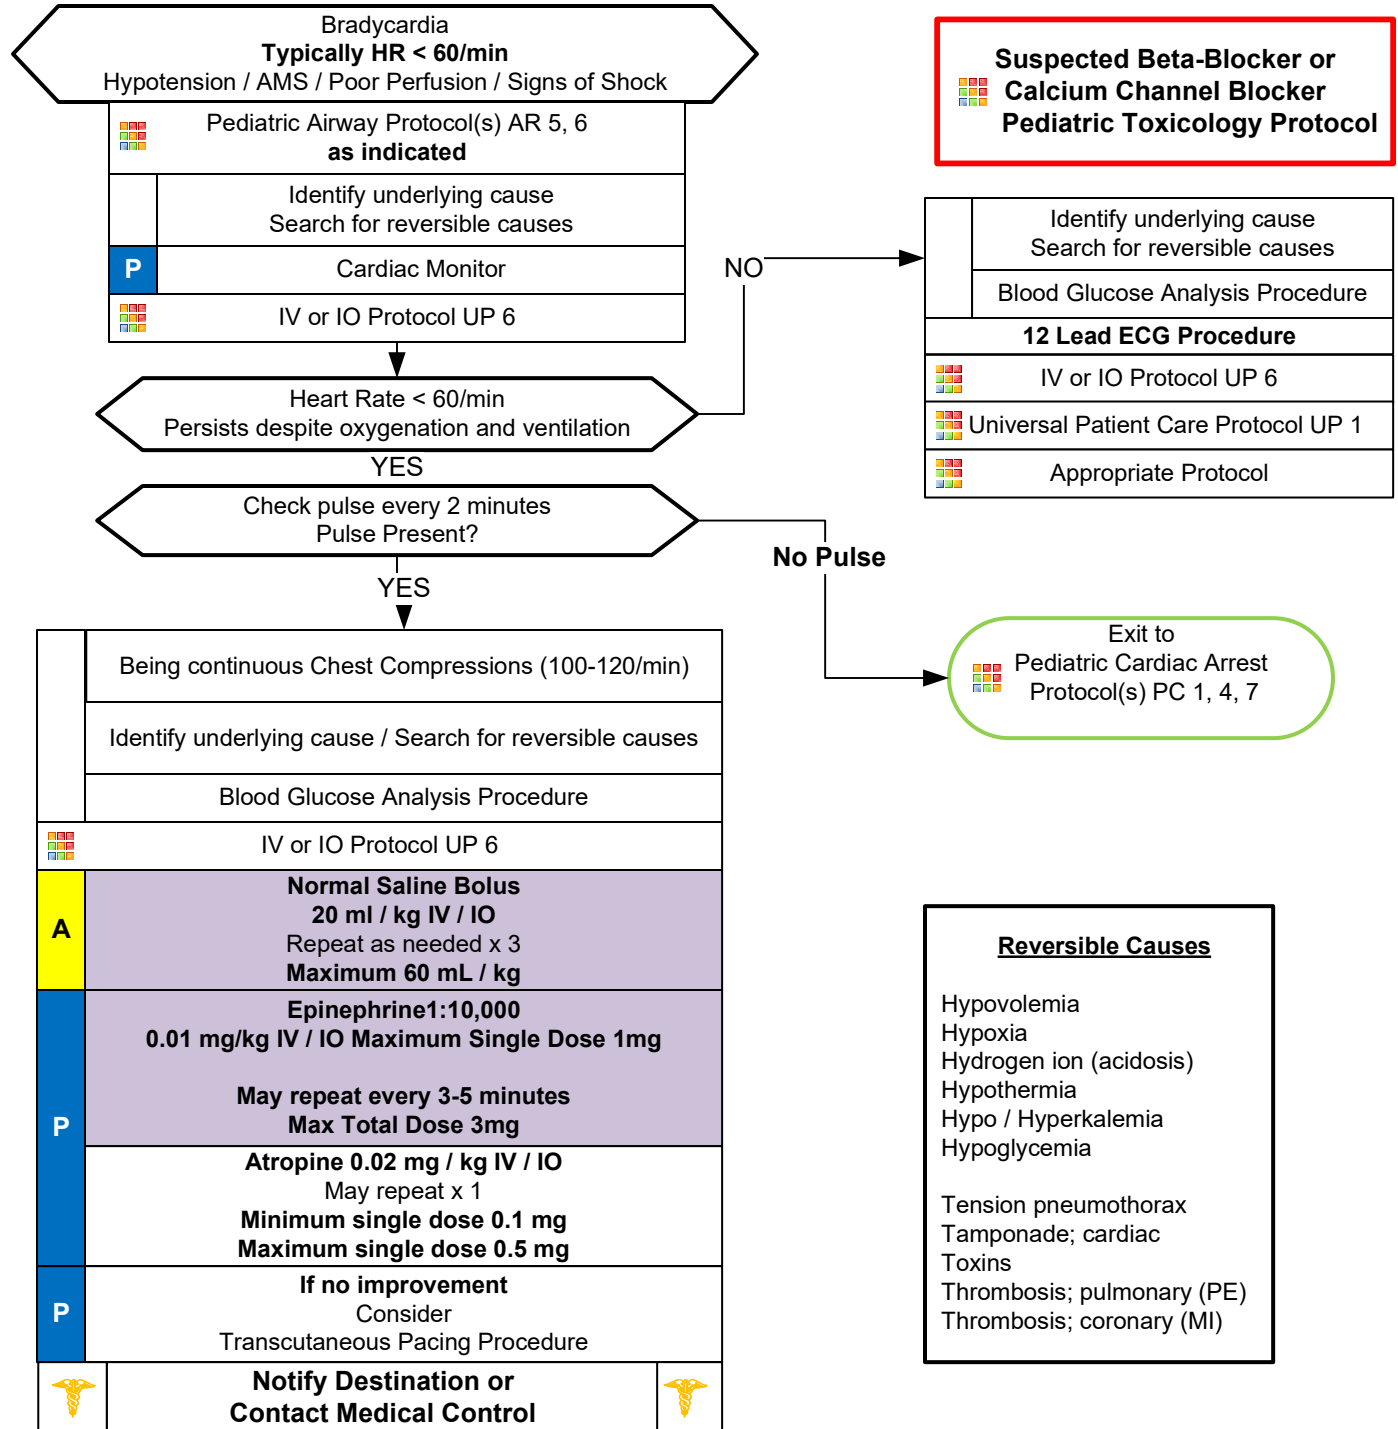 Bradycardia
Typically HR < 60/min
Hypotension / AMS / Poor Perfusion / Signs of Shock
Pediatric Airway Protocol(s) AR 5, 6
as indicated
Identify underlying cause
Search for reversible causes
P
Cardiac Monitor
IV or IO Protocol UP 6
Heart Rate < 60/min
Persists despite oxygenation and ventilation
NO
YES
Check pulse every 2 minutes
Pulse Present?
No Pulse
YES
Suspected Beta-Blocker or
Calcium Channel Blocker
Pediatric Toxicology Protocol
Identify underlying cause
Search for reversible causes
Blood Glucose Analysis Procedure
12 Lead ECG Procedure
IV or IO Protocol UP 6
Universal Patient Care Protocol UP 1
Appropriate Protocol
Exit to
Pediatric Cardiac Arrest
Protocol(s) PC 1, 4, 7
Being continuous Chest Compressions (100-120/min)
Identify underlying cause / Search for reversible causes
Blood Glucose Analysis Procedure
IV or IO Protocol UP 6
A
Normal Saline Bolus
20 ml / kg IV / IO
Repeat as needed x 3
Maximum 60 mL / kg
P
Epinephrine1:10,000
0.01 mg/kg IV / IO Maximum Single Dose 1mg
May repeat every 3-5 minutes
Max Total Dose 3mg
Atropine 0.02 mg / kg IV / IO
May repeat x 1
Minimum single dose 0.1 mg
Maximum single dose 0.5 mg
P
If no improvement
Consider
Transcutaneous Pacing Procedure
Notify Destination or
Contact Medical Control
Reversible Causes
Hypovolemia
Hypoxia
Hydrogen ion (acidosis)
Hypothermia
Hypo / Hyperkalemia
Hypoglycemia
Tension pneumothorax
Tamponade; cardiac
Toxins
Thrombosis; pulmonary (PE)
Thrombosis; coronary (MI)